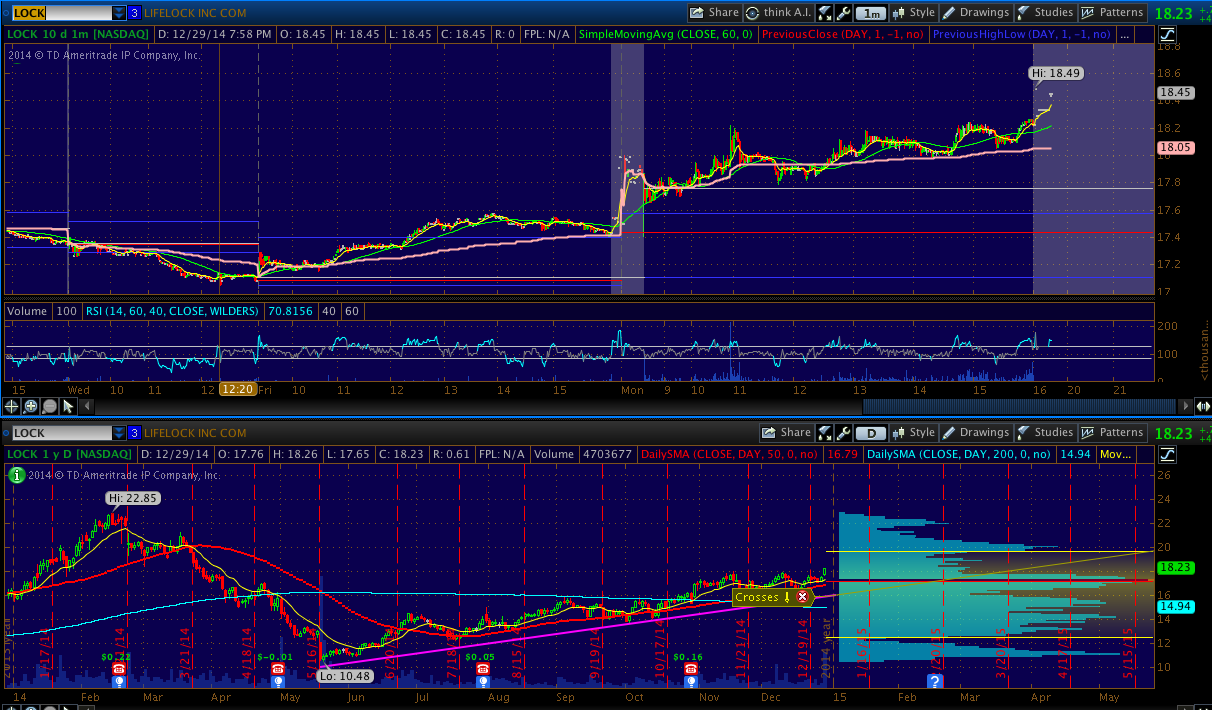 LOCK 3 LIFELOCK INC COM Share think A.I. 1m Style Drawings Studies Patterns 18.23
LOCK 10 d 1m [NASDAQ] D: 12/29/14 7:58 PM O: 18.45 H: 18.45 L: 18.45 C: 18.45 R: 0 FPL: N/A SimpleMovingAvg (CLOSE, 60, 0) PreviousClose (DAY, 1, -1, no) PreviousHighLow (DAY, 1, -1, no) ...
2014 © TD Ameritrade IP Company, Inc.
18.8
18.6
Hi: 18.49
18.45
18.4
18.2
18.05
18
17.8
17.6
17.4
17.2
17
Volume 100 RSI (14, 60, 40, CLOSE, WILDERS) 70.8156 40 60
200
100
0
<thousan...
15 Wed 10 11 12 12:20 Fri 10 11 12 13 14 15 Mon 9 10 11 12 13 14 15 16 20 21
LOCK 3 LIFELOCK INC COM Share D Style Drawings Studies Patterns 18.23
LOCK 1 y D [NASDAQ] D: 12/29/14 O: 17.76 H: 18.26 L: 17.65 C: 18.23 R: 0.61 FPL: N/A Volume 4703677 DailySMA (CLOSE, DAY, 50, 0, no) 16.79 DailySMA (CLOSE, DAY, 200, 0, no) 14.94 Mov...
2014 © TD Ameritrade IP Company, Inc.
Hi: 22.85
26
24
22
20
18.23
16
14.94
14
12
10
Crosses
$0.22 $-0.01 $0.05 $0.16
Lo: 10.48
2013 year
1/17/14
3/21/14
4/18/14
8/15/14
9/19/14
10/17/14
11/21/14
12/19/14
2014 year
1/16/15
2/20/15
3/20/15
4/17/15
5/15/15
14 Feb Mar Apr May Jun Jul Aug Sep Oct Nov Dec 15 Feb Mar Apr May